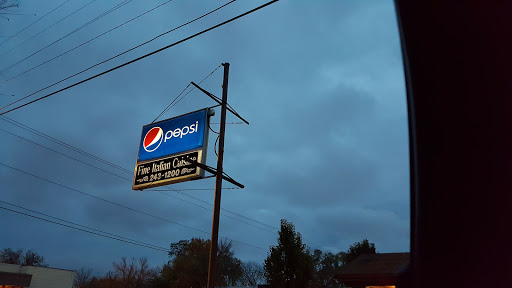 pepsi
Fine Italian Cuisine
243-1200